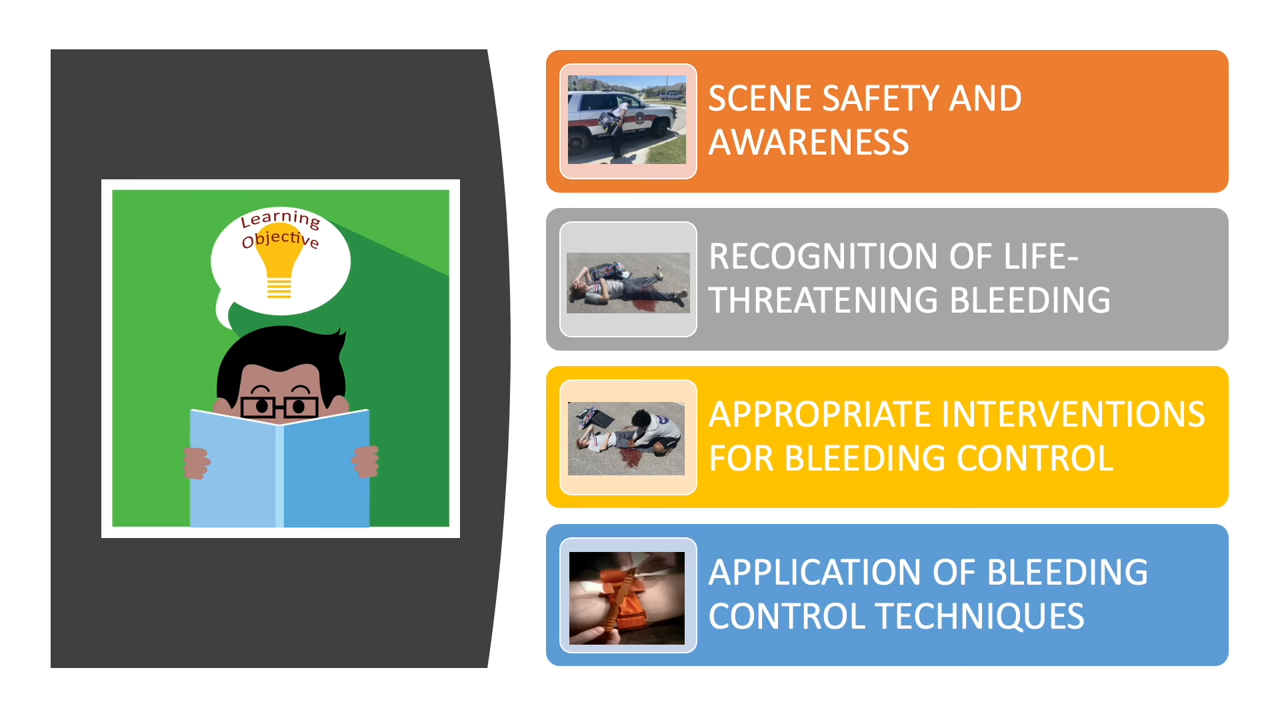 Learning
Objective
SCENE SAFETY AND
AWARENESS
RECOGNITION OF LIFE-
THREATENING BLEEDING
APPROPRIATE INTERVENTIONS
FOR BLEEDING CONTROL
APPLICATION OF BLEEDING
CONTROL TECHNIQUES